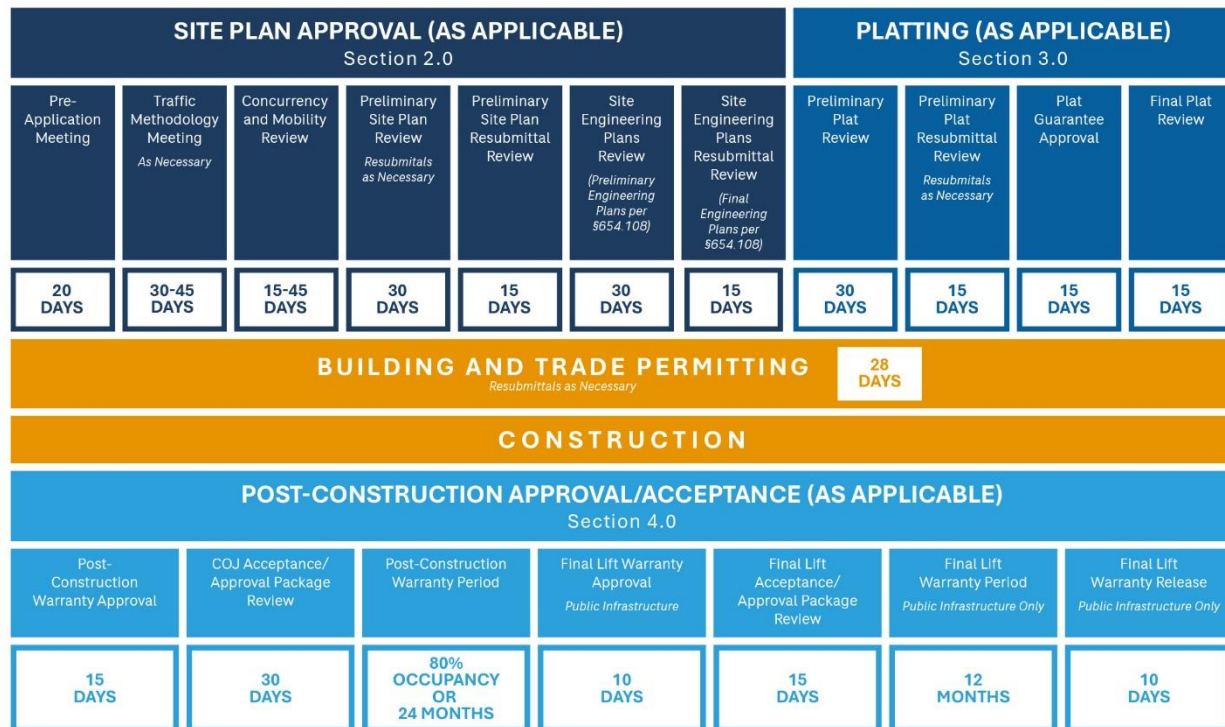 SITE PLAN APPROVAL (AS APPLICABLE)
Section 2.0
PLATTING (AS APPLICABLE)
Section 3.0
Pre-
Application
Meeting
Traffic
Methodology
Meeting
As Necessary
Concurrency
and Mobility
Review
Preliminary
Site Plan
Review
Resubmitals
as Necessary
Preliminary
Site Plan
Resubmittal
Review
Site
Engineering
Plans
Review
(Preliminary
Engineering
Plans per
§654.108)
Site
Engineering
Plans
Resubmittal
Review
(Final
Engineering
Plans per
§654.108)
Preliminary
Plat Review
Preliminary
Plat
Resubmittal
Review
Resubmitals
as Necessary
Plat
Guarantee
Approval
Final Plat
Review
20
DAYS
30-45
DAYS
15-45
DAYS
30
DAYS
15
DAYS
30
DAYS
15
DAYS
30
DAYS
15
DAYS
15
DAYS
15
DAYS
BUILDING AND TRADE PERMITTING
Resubmittals as Necessary
28
DAYS
CONSTRUCTION
POST-CONSTRUCTION APPROVAL/ACCEPTANCE (AS APPLICABLE)
Section 4.0
Post-
Construction
Warranty Approval
COJ Acceptance/
Approval Package
Review
Post-Construction
Warranty Period
Final Lift Warranty
Approval
Public Infrastructure
Final Lift
Acceptance/
Approval Package
Review
Final Lift
Warranty Period
Public Infrastructure Only
Final Lift
Warranty Release
Public Infrastructure Only
15
DAYS
30
DAYS
80%
OCCUPANCY
OR
24 MONTHS
10
DAYS
15
DAYS
12
MONTHS
10
DAYS